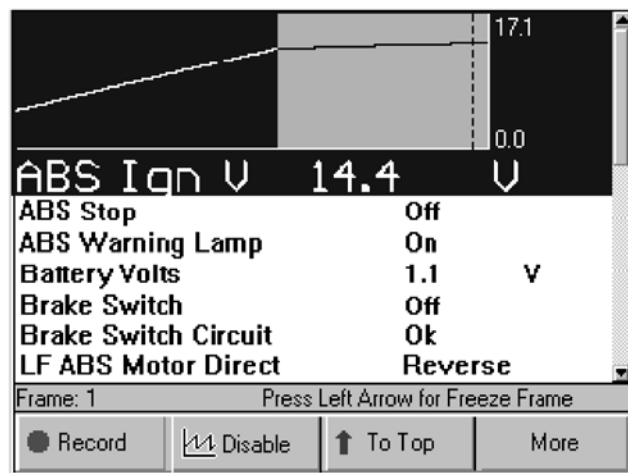 17.1
0.0
ABS Ign V 14.4 V
ABS Stop Off
ABS Warning Lamp On
Battery Volts 1.1 V
Brake Switch Off
Brake Switch Circuit Ok
LF ABS Motor Direct Reverse
Frame: 1 Press Left Arrow for Freeze Frame
Record Disable To Top More